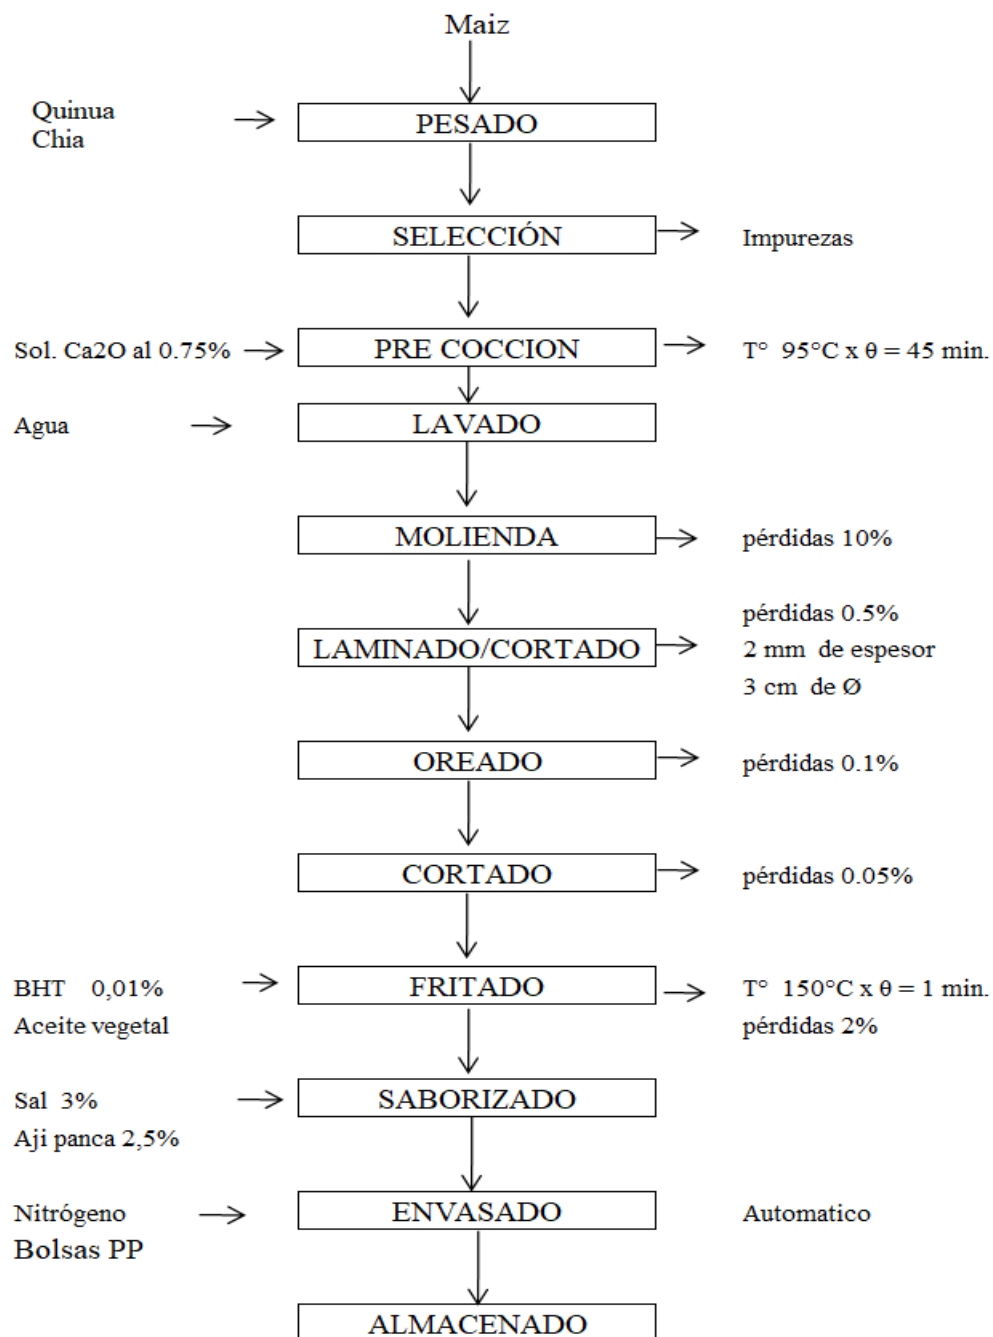 Maiz
Quinua
Chia
PESADO
SELECCIÓN
Impurezas
Sol. Ca2O al 0.75%
PRE COCCION
T° 95°C x θ = 45 min.
Agua
LAVADO
MOLIENDA
pérdidas 10%
LAMINADO/CORTADO
pérdidas 0.5%
2 mm de espesor
3 cm de Ø
OREADO
pérdidas 0.1%
CORTADO
pérdidas 0.05%
BHT 0,01%
Aceite vegetal
FRITADO
T° 150°C x θ = 1 min.
pérdidas 2%
Sal 3%
Aji panca 2,5%
SABORIZADO
Nitrógeno
Bolsas PP
ENVASADO
Automatico
ALMACENADO